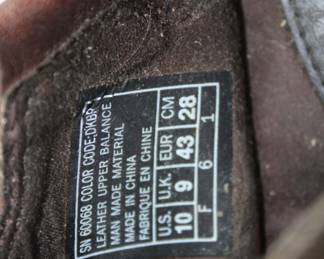 SN 60068 COLOR CODE;DKBR
LEATHER UPPER BALANCE
MAN MADE MATERIAL
MADE IN CHINA
FABRIQUE EN CHINE
U.S. U.K. EUR CM
10 9 43 28
F 6 1